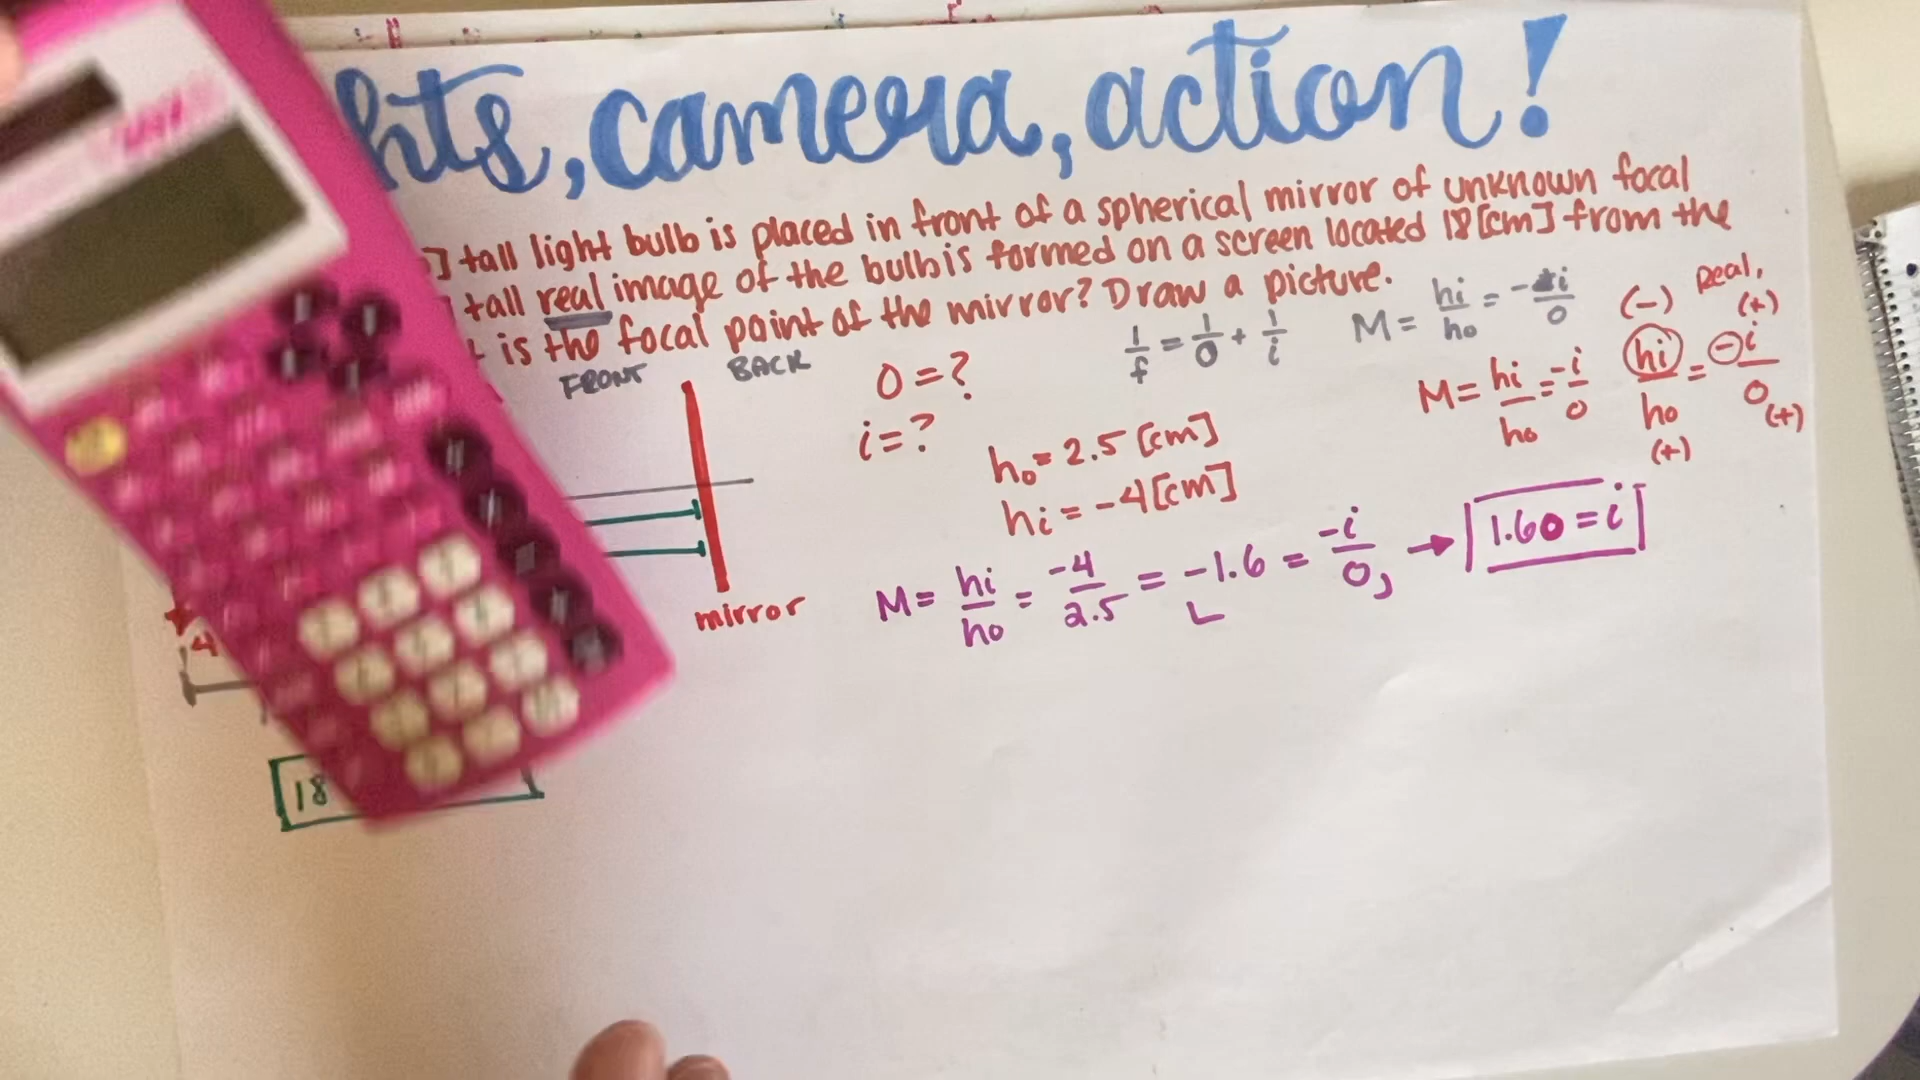 hts, camera, action!
] tall light bulb is placed in front of a spherical mirror of unknown focal
tall real image of the bulb is formed on a screen located 18 [cm] from the
t is the focal point of the mirror? Draw a picture.
FRONT BACK
mirror
4
18
o = ?
i = ?
1/f = 1/o + 1/i
M = hi/ho = -i/o
ho = 2.5 [cm]
hi = -4 [cm]
M = hi/ho = -i/o
(-) Real, (+)
hi/ho = -i/o
(+) (+)
M = hi/ho = -4/2.5 = -1.6 = -i/o, → 1.60 = i